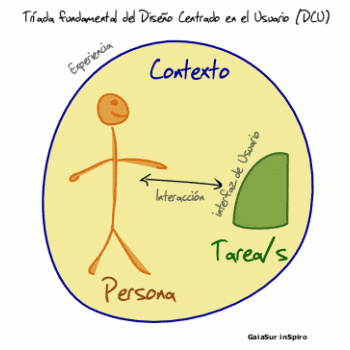 Tríada fundamental del Diseño Centrado en el Usuario (DCU)
Experiencia
Contexto
interfaz de Usuario
Interacción
Tarea/s
Persona
GaiaSur inSpiro